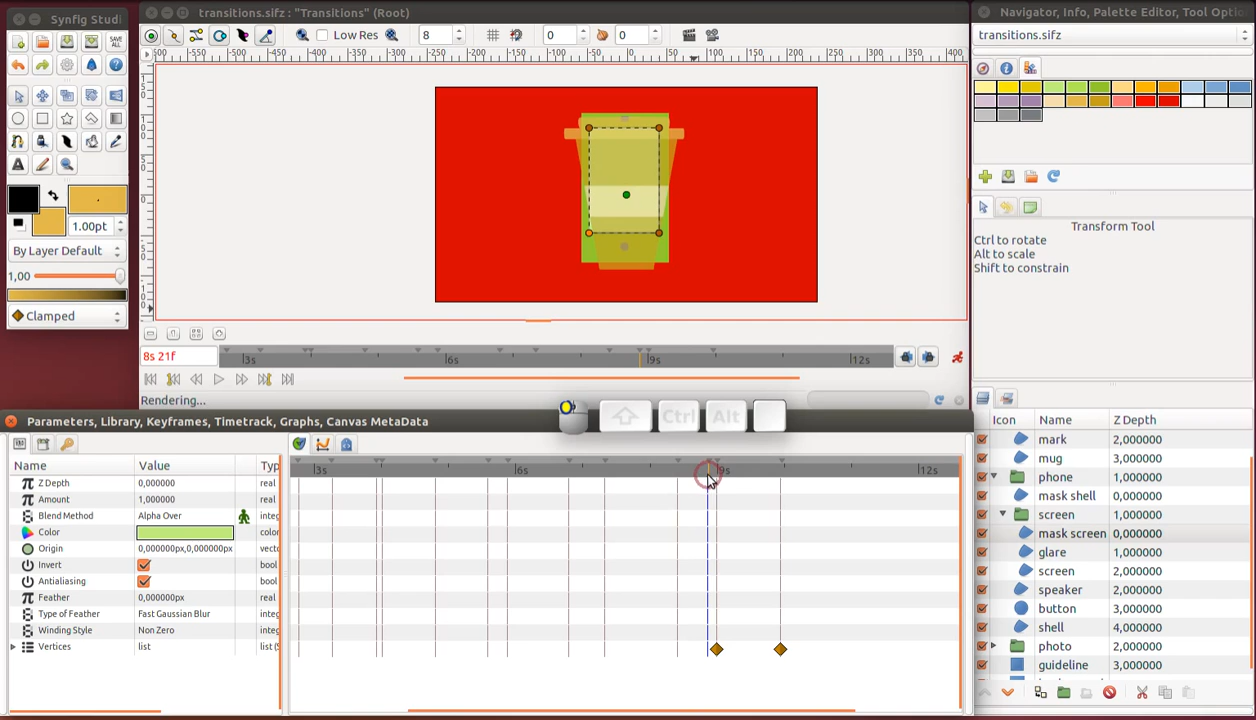 Synfig Studi
transitions.sifz : "Transitions" (Root)
Navigator, Info, Palette Editor, Tool Optio
SAVE
ALL
Low Res
8
0
0
transitions.sifz
1.00pt
By Layer Default
1,00
Clamped
Transform Tool
Ctrl to rotate
Alt to scale
Shift to constrain
8s 21f
3s
6s
9s
12s
Rendering...
Ctrl
Alt
Parameters, Library, Keyframes, Timetrack, Graphs, Canvas MetaData
Name Value Typ
3s 6s 9s 12s
Z Depth 0,000000 real
Amount 1,000000 real
Blend Method Alpha Over integ
Color color
Origin 0,000000px,0,000000px vecto
Invert bool
Antialiasing bool
Feather 0,000000px real
Type of Feather Fast Gaussian Blur integ
Winding Style Non Zero integ
Vertices list list (S
Icon Name Z Depth
mark 2,000000
mug 3,000000
phone 1,000000
mask shell 0,000000
screen 1,000000
mask screen 0,000000
glare 1,000000
screen 2,000000
speaker 2,000000
button 3,000000
shell 4,000000
photo 2,000000
guideline 3,000000